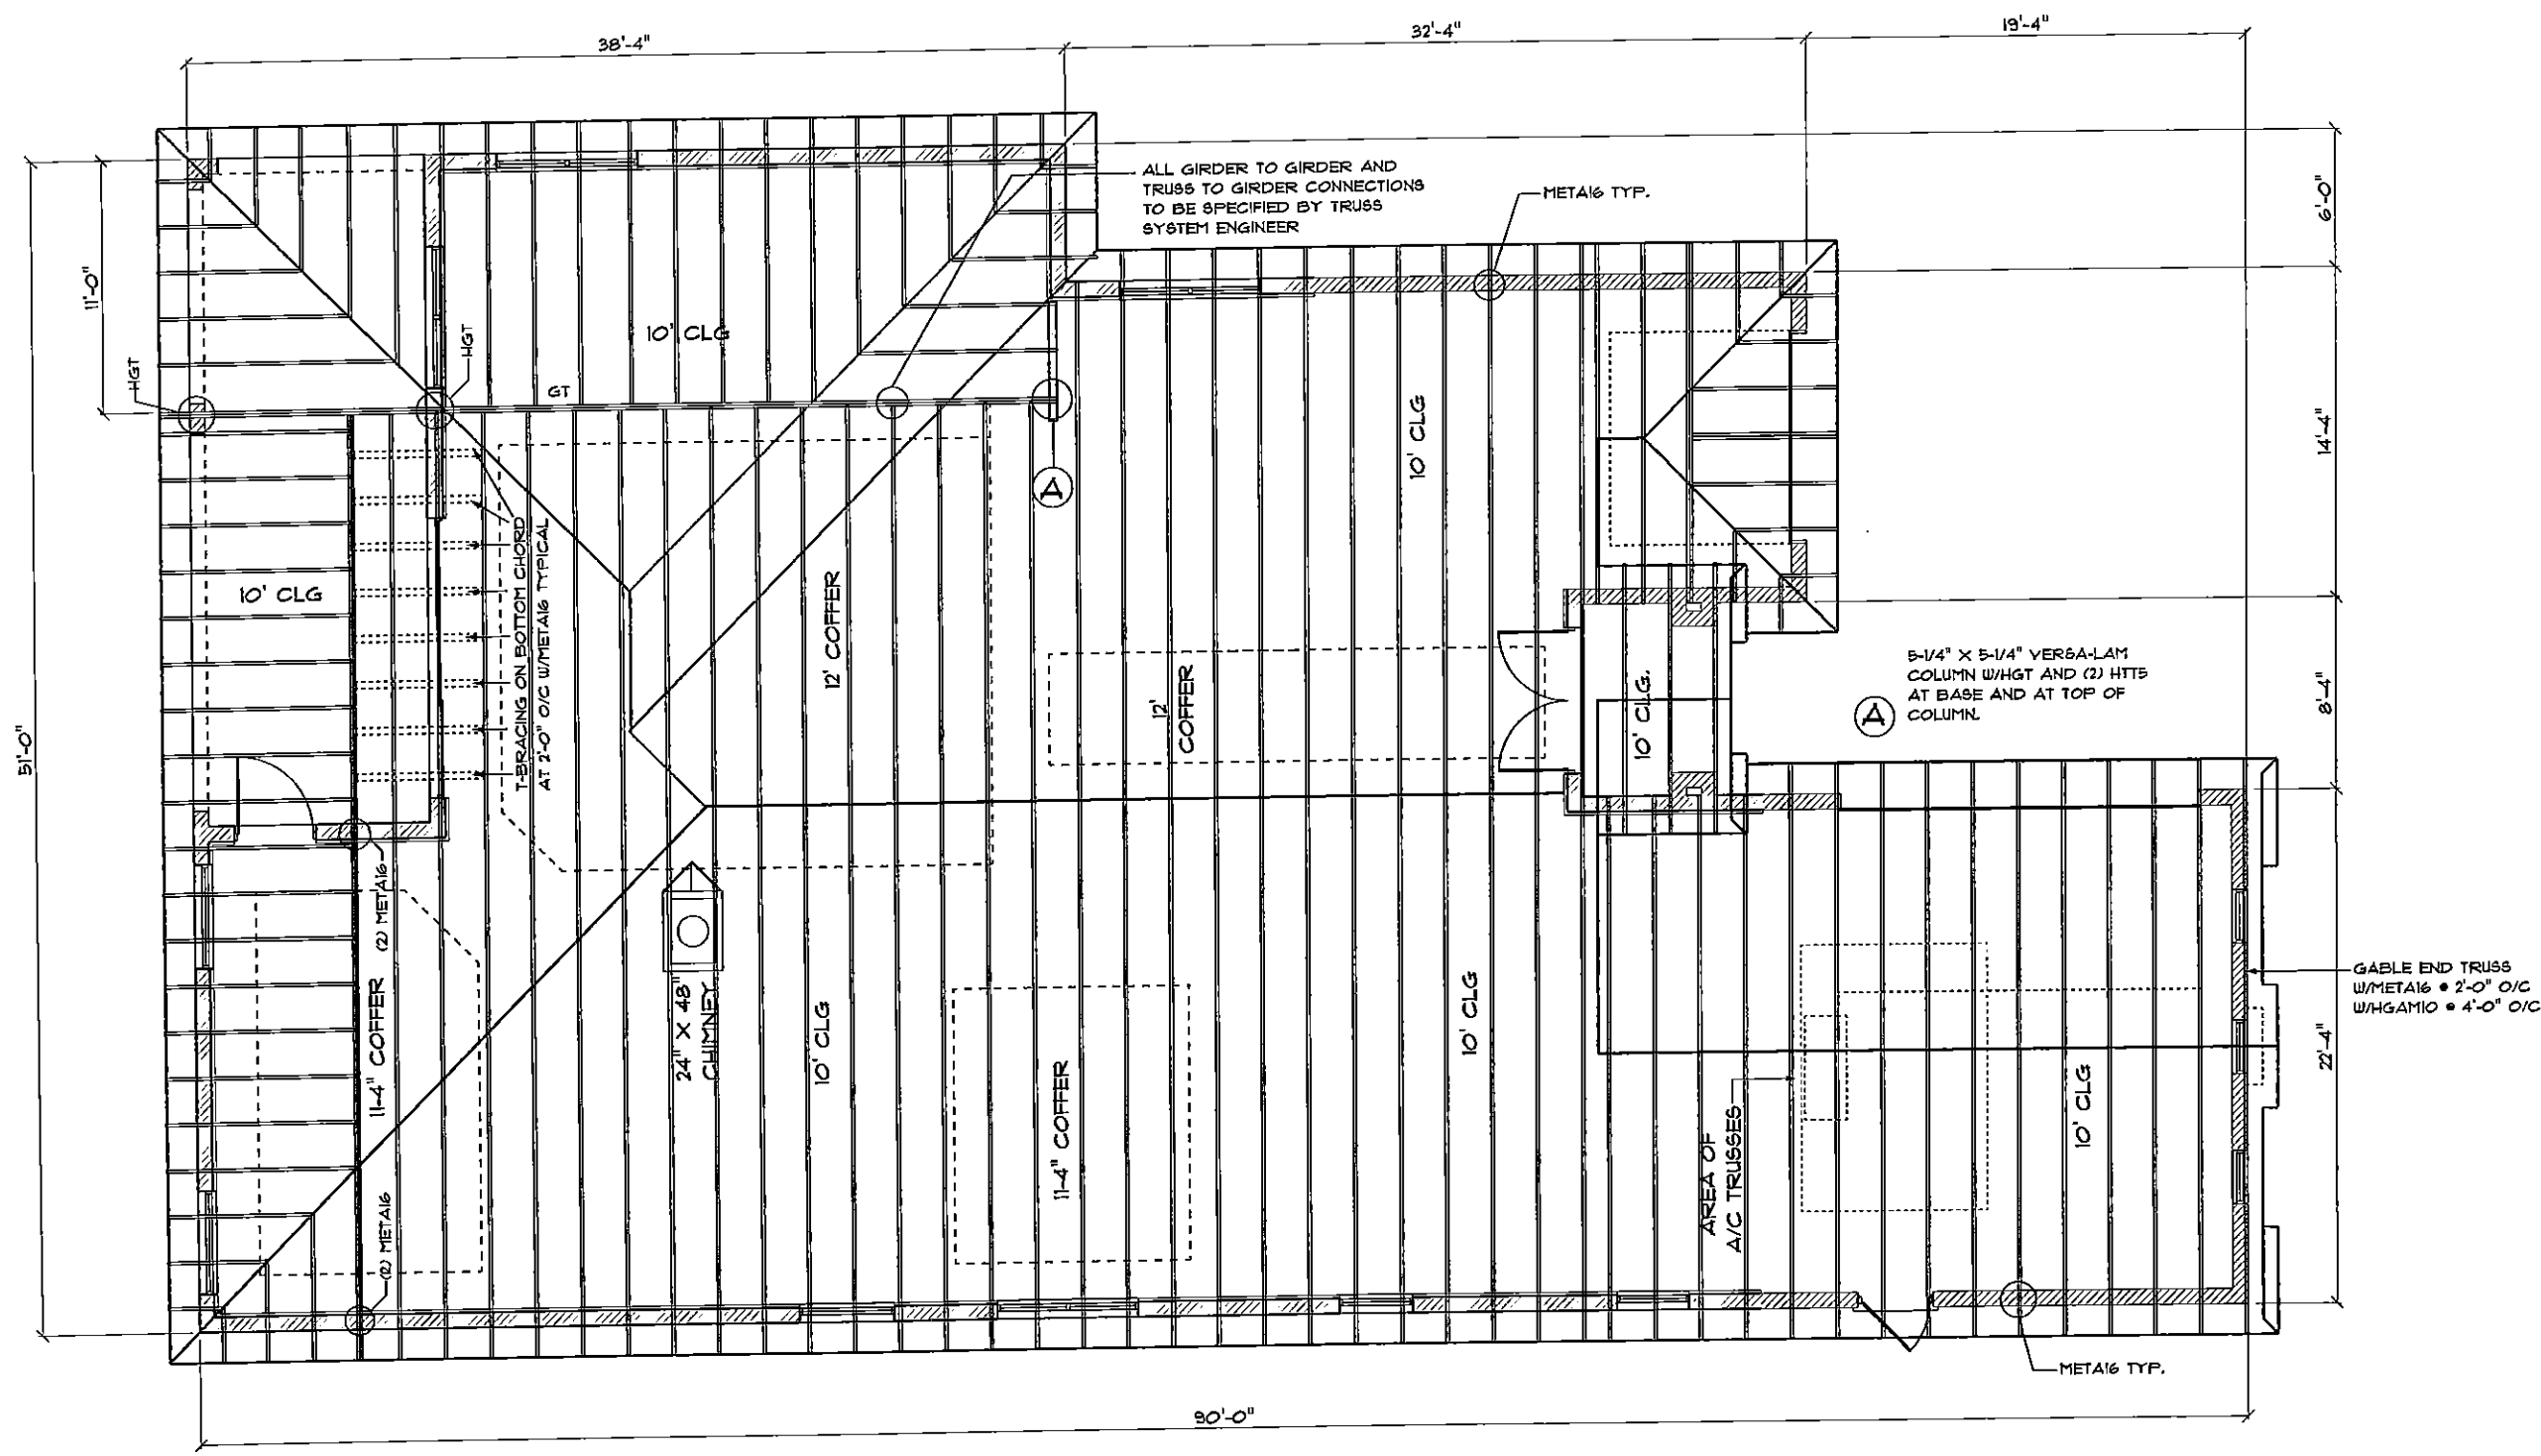 38'-4"
32'-4"
19'-4"
ALL GIRDER TO GIRDER AND
TRUSS TO GIRDER CONNECTIONS
TO BE SPECIFIED BY TRUSS
SYSTEM ENGINEER
META16 TYP.
6'-0"
11'-0"
HGT
HGT
10' CLG
GT
10' CLG
14'-4"
A
51'-0"
10' CLG
T-BRACING ON BOTTOM CHORD
AT 2'-0" O/C W/META16 TYPICAL
12' COFFER
12'
COFFER
10' CLG.
5-1/4" X 5-1/4" VERSA-LAM
COLUMN W/HGT AND (2) HTT5
AT BASE AND AT TOP OF
COLUMN.
A
8'-4"
(2) META16
11-4" COFFER
24" X 48"
CHIMNEY
10' CLG
11-4" COFFER
10' CLG
AREA OF
A/C TRUSSES
10' CLG
GABLE END TRUSS
W/META16 @ 2'-0" O/C
W/HGAM10 @ 4'-0" O/C
22'-4"
(2) META16
META16 TYP.
90'-0"